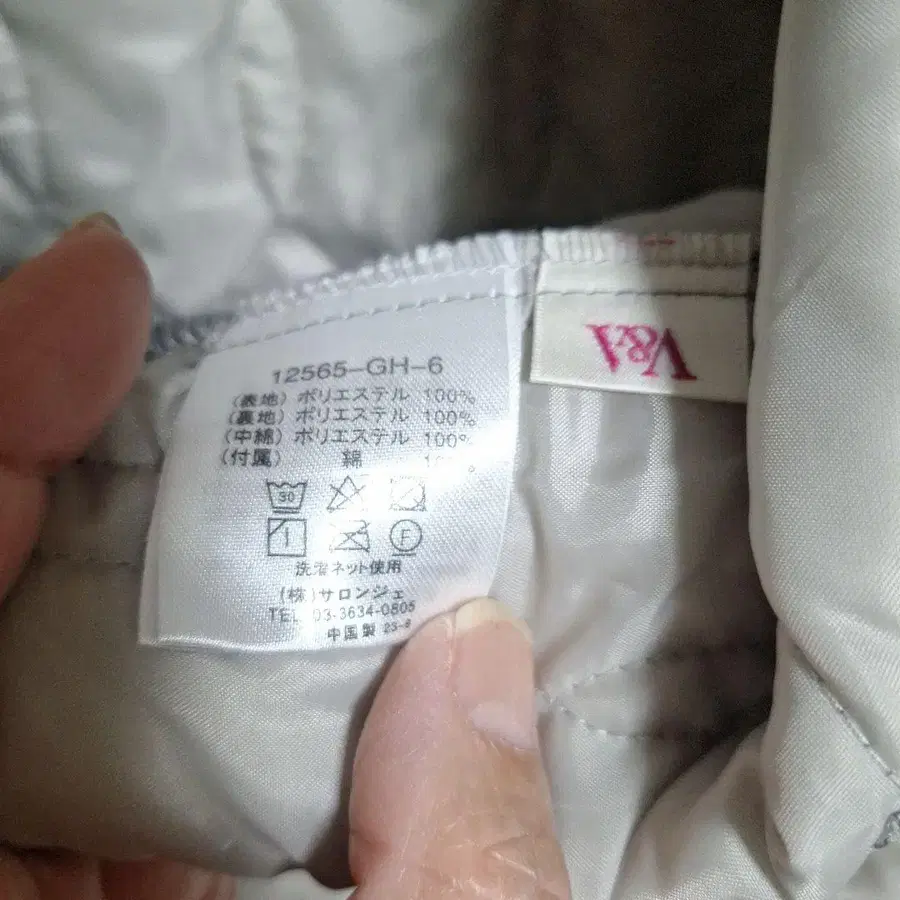 12565-GH-6
(表地) ポリエステル 100%
(裏地) ポリエステル 100%
(中綿) ポリエステル 100%
(付属) 綿
30
F
洗濯ネット使用
(株)サロンジェ
TEL 03-3634-0805
中国製 23-8
V&A